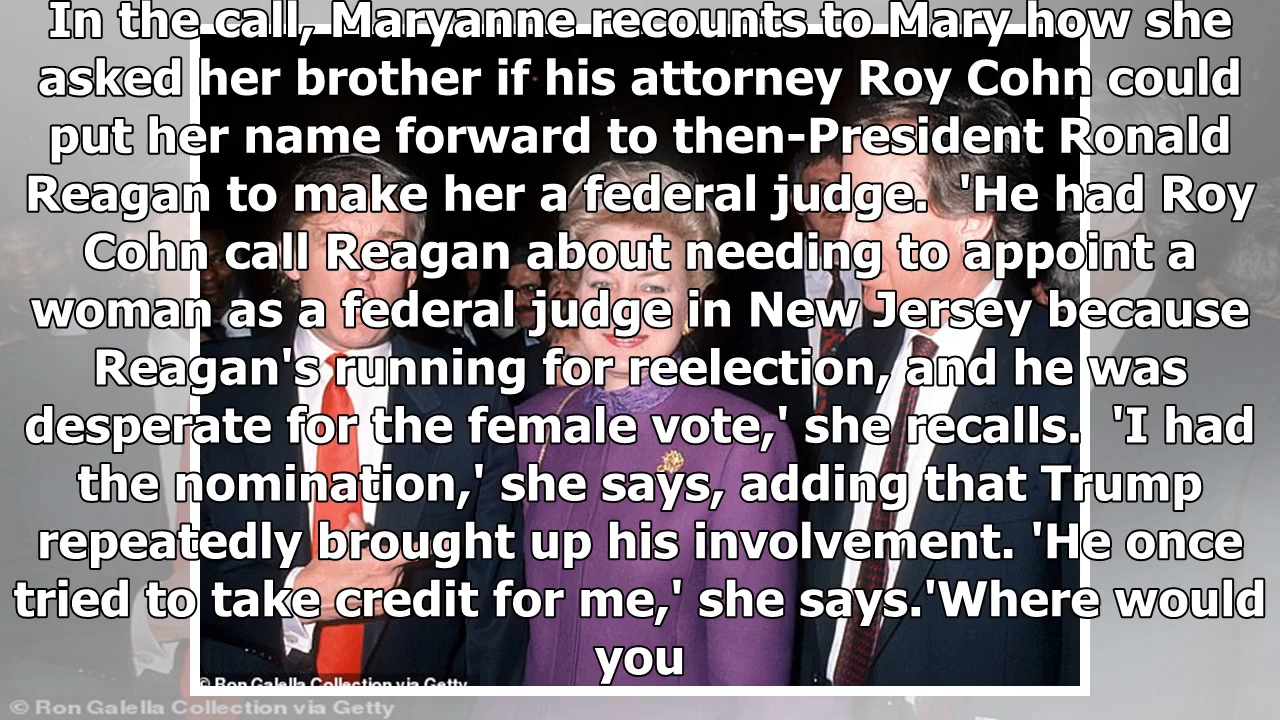 In the call, Maryanne recounts to Mary how she
asked her brother if his attorney Roy Cohn could
put her name forward to then-President Ronald
Reagan to make her a federal judge.  'He had Roy
Cohn call Reagan about needing to appoint a
woman as a federal judge in New Jersey because
Reagan's running for reelection, and he was
desperate for the female vote,' she recalls.  'I had
the nomination,' she says, adding that Trump
repeatedly brought up his involvement. 'He once
tried to take credit for me,' she says.'Where would
you
© Ron Galella Collection via Getty
© Ron Galella Collection via Getty